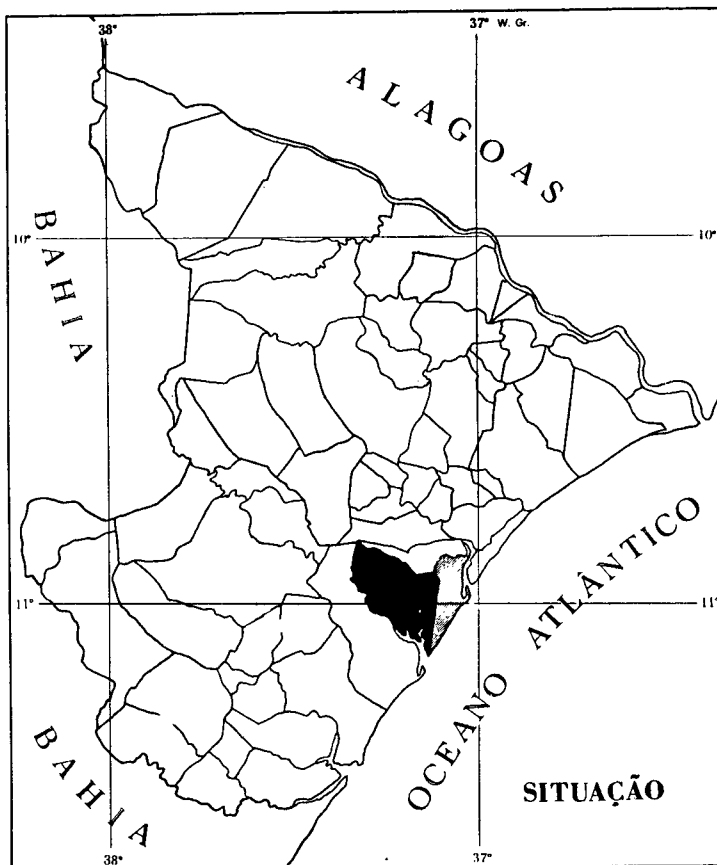 38°
37° W. Gr.
ALAGOAS
BAHIA
10°
10°
11°
11°
OCEANO ATLÂNTICO
BAHIA
SITUAÇÃO
38°
37°